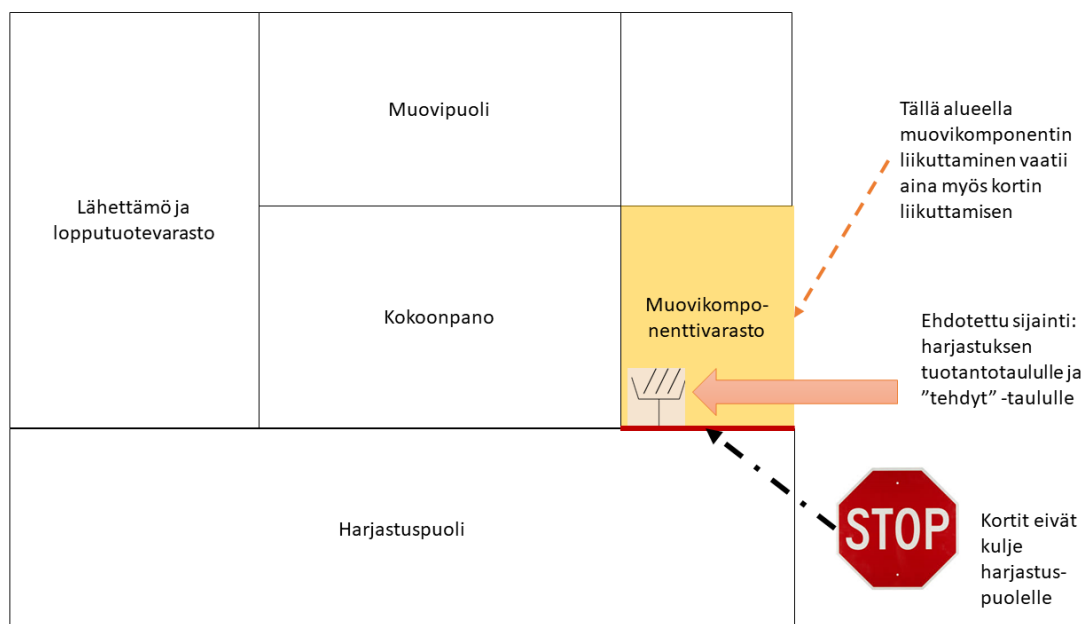 Muovipuoli
Lähettämö ja
lopputuotevarasto
Kokoonpano
Muovikompo-
nenttivarasto
Harjastuspuoli
Tällä alueella
muovikomponentin
liikuttaminen vaatii
aina myös kortin
liikuttamisen
Ehdotettu sijainti:
harjastuksen
tuotantotaululle ja
”tehdyt” -taululle
STOP
Kortit eivät
kulje
harjastus-
puolelle